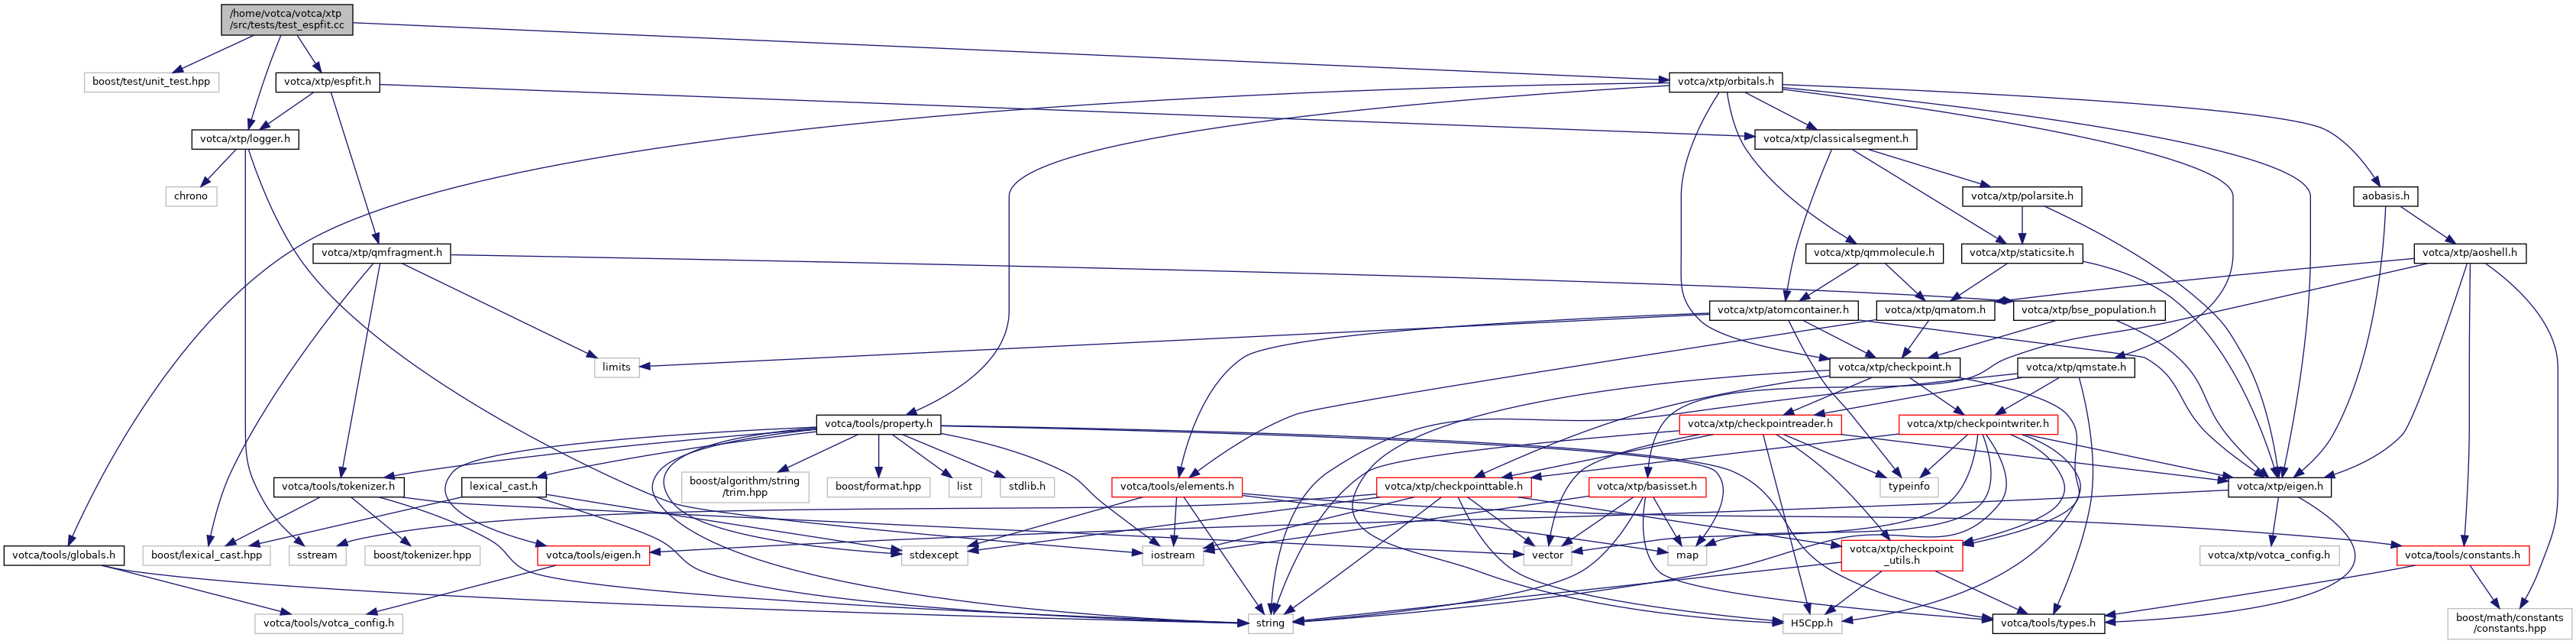 /home/votca/votca/xtp
/src/tests/test_espfit.cc
boost/test/unit_test.hpp
votca/xtp/espfit.h
votca/xtp/orbitals.h
votca/xtp/logger.h
votca/xtp/classicalsegment.h
chrono
votca/xtp/polarsite.h
aobasis.h
votca/xtp/qmfragment.h
votca/xtp/qmmolecule.h
votca/xtp/staticsite.h
votca/xtp/aoshell.h
votca/xtp/atomcontainer.h
votca/xtp/qmatom.h
votca/xtp/bse_population.h
limits
votca/xtp/checkpoint.h
votca/xtp/qmstate.h
votca/tools/property.h
votca/xtp/checkpointreader.h
votca/xtp/checkpointwriter.h
votca/tools/tokenizer.h
lexical_cast.h
boost/algorithm/string
/trim.hpp
boost/format.hpp
list
stdlib.h
votca/tools/elements.h
votca/xtp/checkpointtable.h
votca/xtp/basisset.h
typeinfo
votca/xtp/eigen.h
votca/tools/globals.h
boost/lexical_cast.hpp
sstream
boost/tokenizer.hpp
votca/tools/eigen.h
stdexcept
iostream
vector
map
votca/xtp/checkpoint
_utils.h
votca/xtp/votca_config.h
votca/tools/constants.h
votca/tools/votca_config.h
string
H5Cpp.h
votca/tools/types.h
boost/math/constants
/constants.hpp